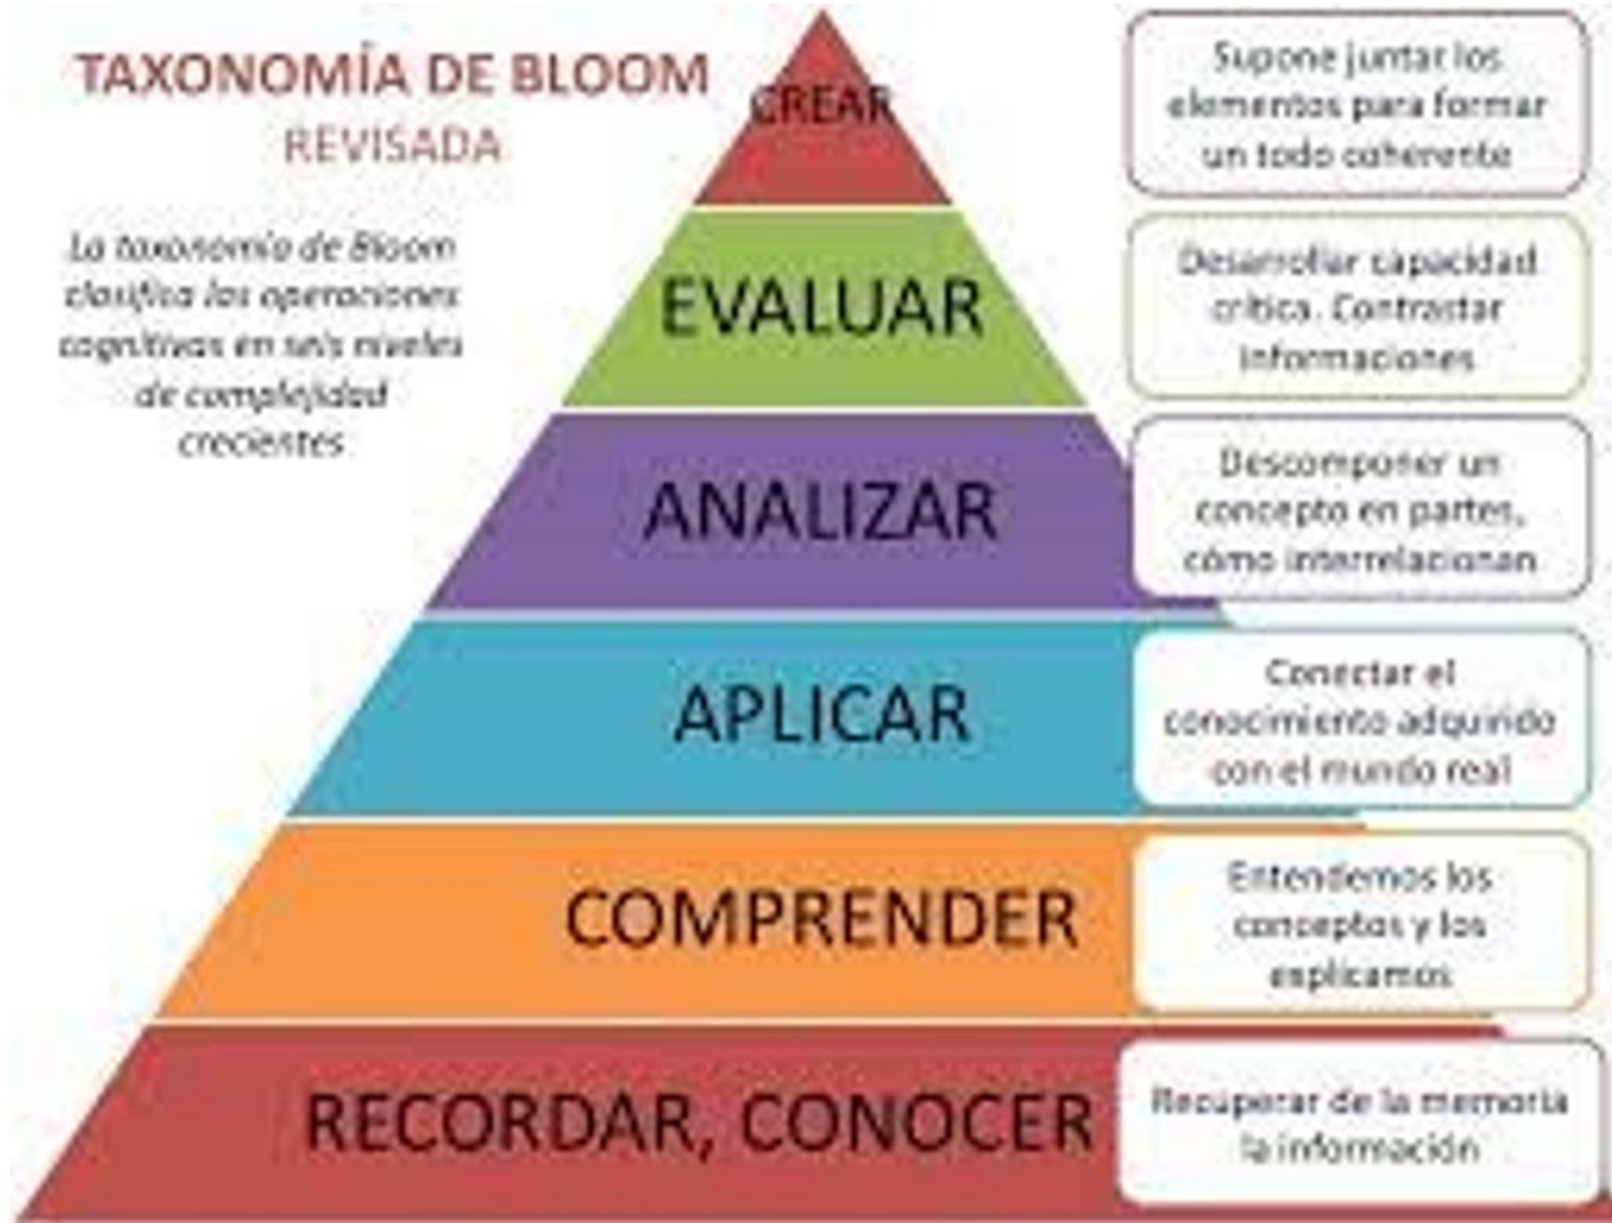 TAXONOMÍA DE BLOOM
REVISADA
La taxonomía de Bloom
clasifica las operaciones
cognitivas en seis niveles
de complejidad
crecientes
CREAR
Supone juntar los
elementos para formar
un todo coherente
EVALUAR
Desarrollar capacidad
crítica. Contrastar
informaciones
ANALIZAR
Descomponer un
concepto en partes,
cómo interrelacionan
APLICAR
Conectar el
conocimiento adquirido
con el mundo real
COMPRENDER
Entendemos los
conceptos y los
explicamos
RECORDAR, CONOCER
Recuperar de la memoria
la información